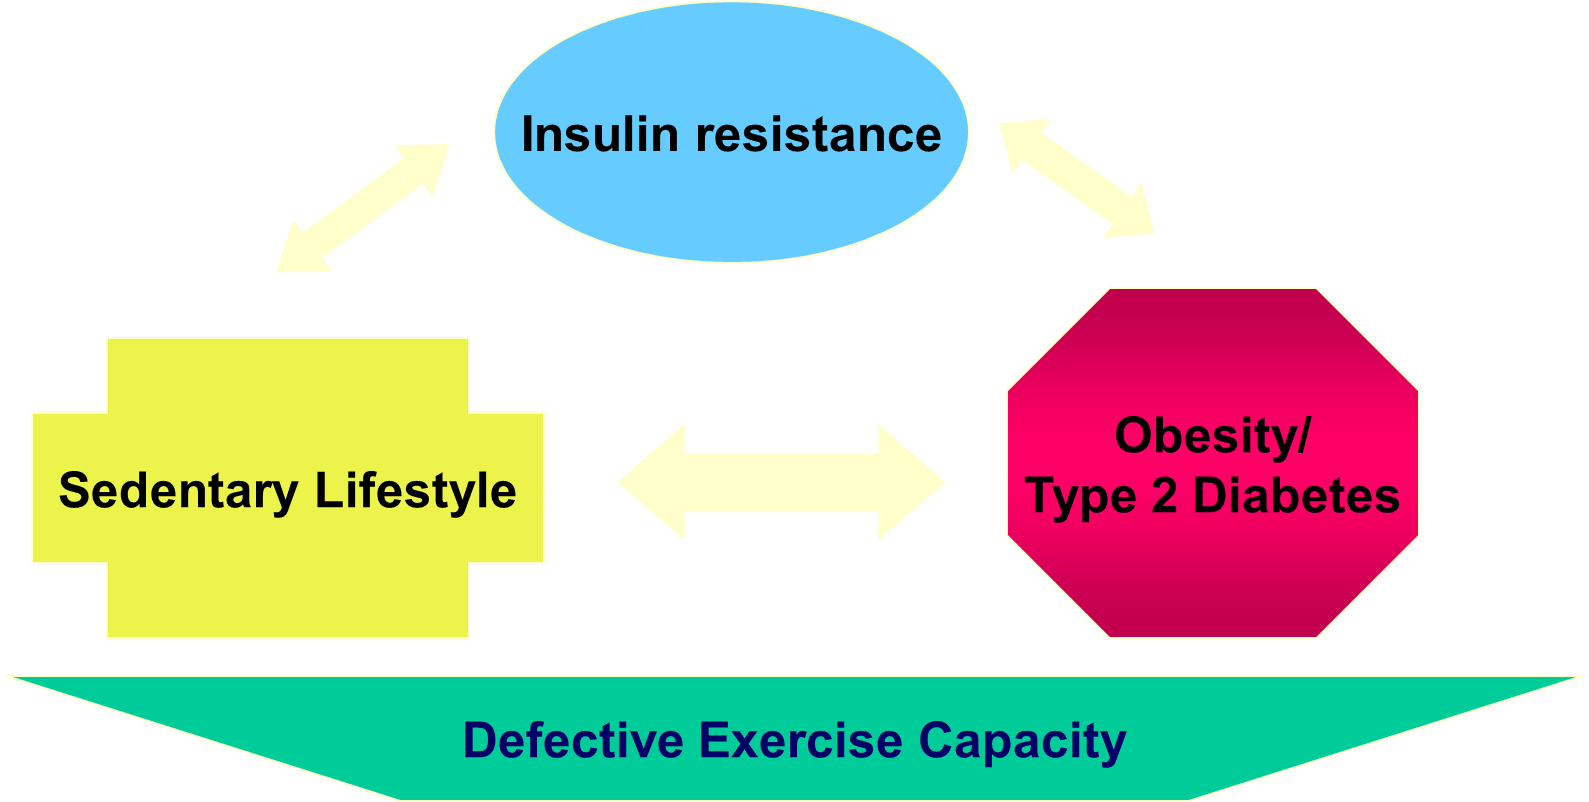 Insulin resistance
Sedentary Lifestyle
Obesity/
Type 2 Diabetes
Defective Exercise Capacity